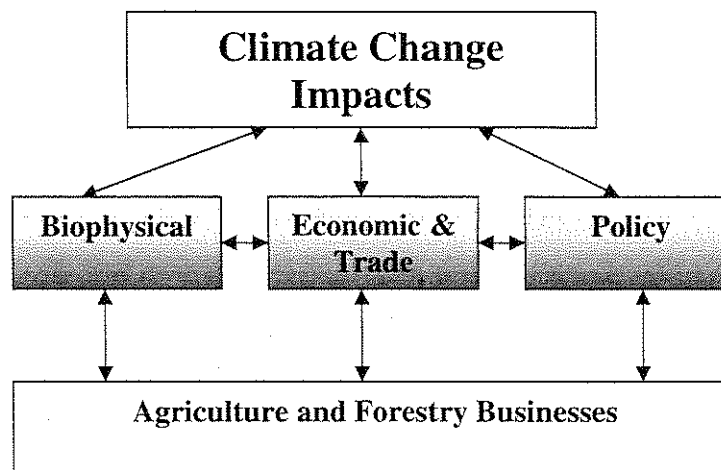 Climate Change
Impacts
Biophysical
Economic &
Trade
Policy
Agriculture and Forestry Businesses